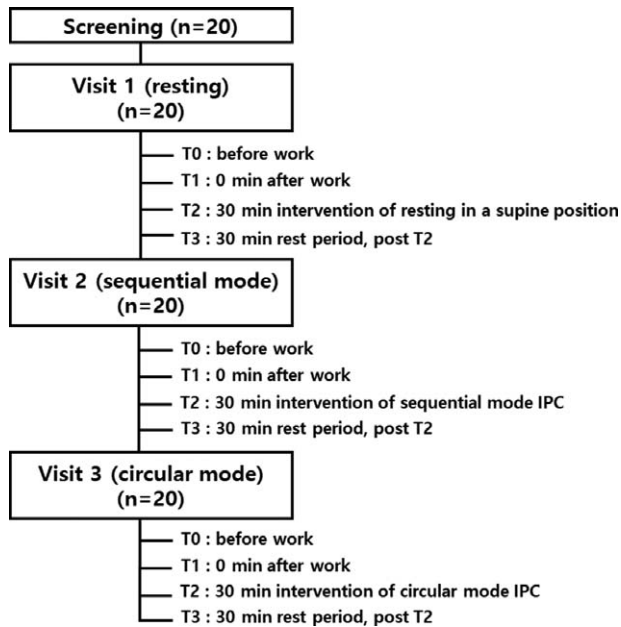 Screening (n=20)
Visit 1 (resting)
(n=20)
T0 : before work
T1 : 0 min after work
T2 : 30 min intervention of resting in a supine position
T3 : 30 min rest period, post T2
Visit 2 (sequential mode)
(n=20)
T0 : before work
T1 : 0 min after work
T2 : 30 min intervention of sequential mode IPC
T3 : 30 min rest period, post T2
Visit 3 (circular mode)
(n=20)
T0 : before work
T1 : 0 min after work
T2 : 30 min intervention of circular mode IPC
T3 : 30 min rest period, post T2